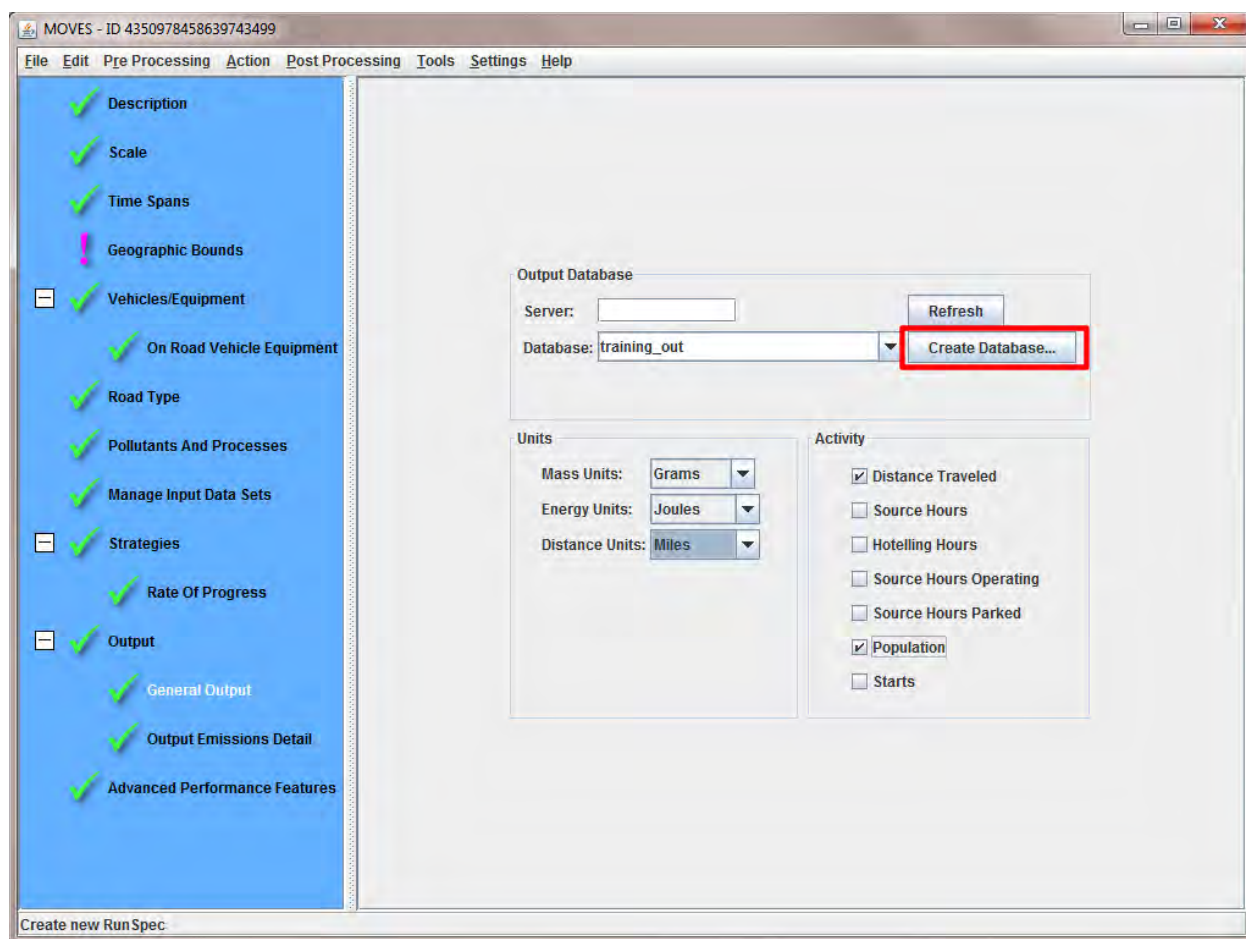 MOVES - ID 4350978458639743499
File Edit Pre Processing Action Post Processing Tools Settings Help
Description
Scale
Time Spans
Geographic Bounds
Vehicles/Equipment
On Road Vehicle Equipment
Road Type
Pollutants And Processes
Manage Input Data Sets
Strategies
Rate Of Progress
Output
General Output
Output Emissions Detail
Advanced Performance Features
Output Database
Server:
Refresh
Database: training_out
Create Database...
Units
Mass Units: Grams
Energy Units: Joules
Distance Units: Miles
Activity
Distance Traveled
Source Hours
Hotelling Hours
Source Hours Operating
Source Hours Parked
Population
Starts
Create new RunSpec